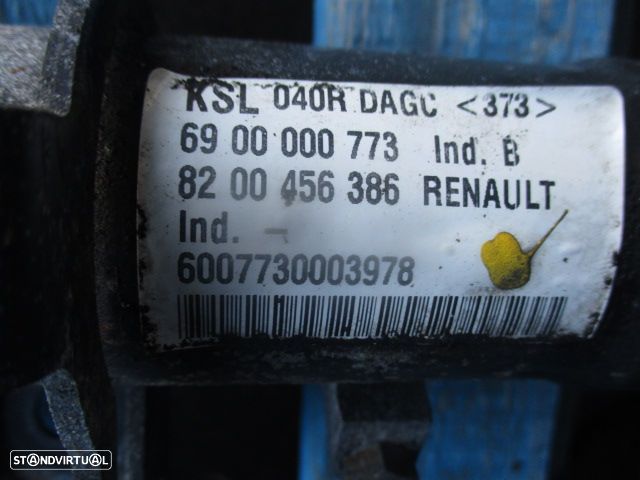 KSL 040R DAGC <373>
69 00 000 773 Ind. B
82 00 456 386 RENAULT
Ind. -
6007730003978
STANDVIRTUAL